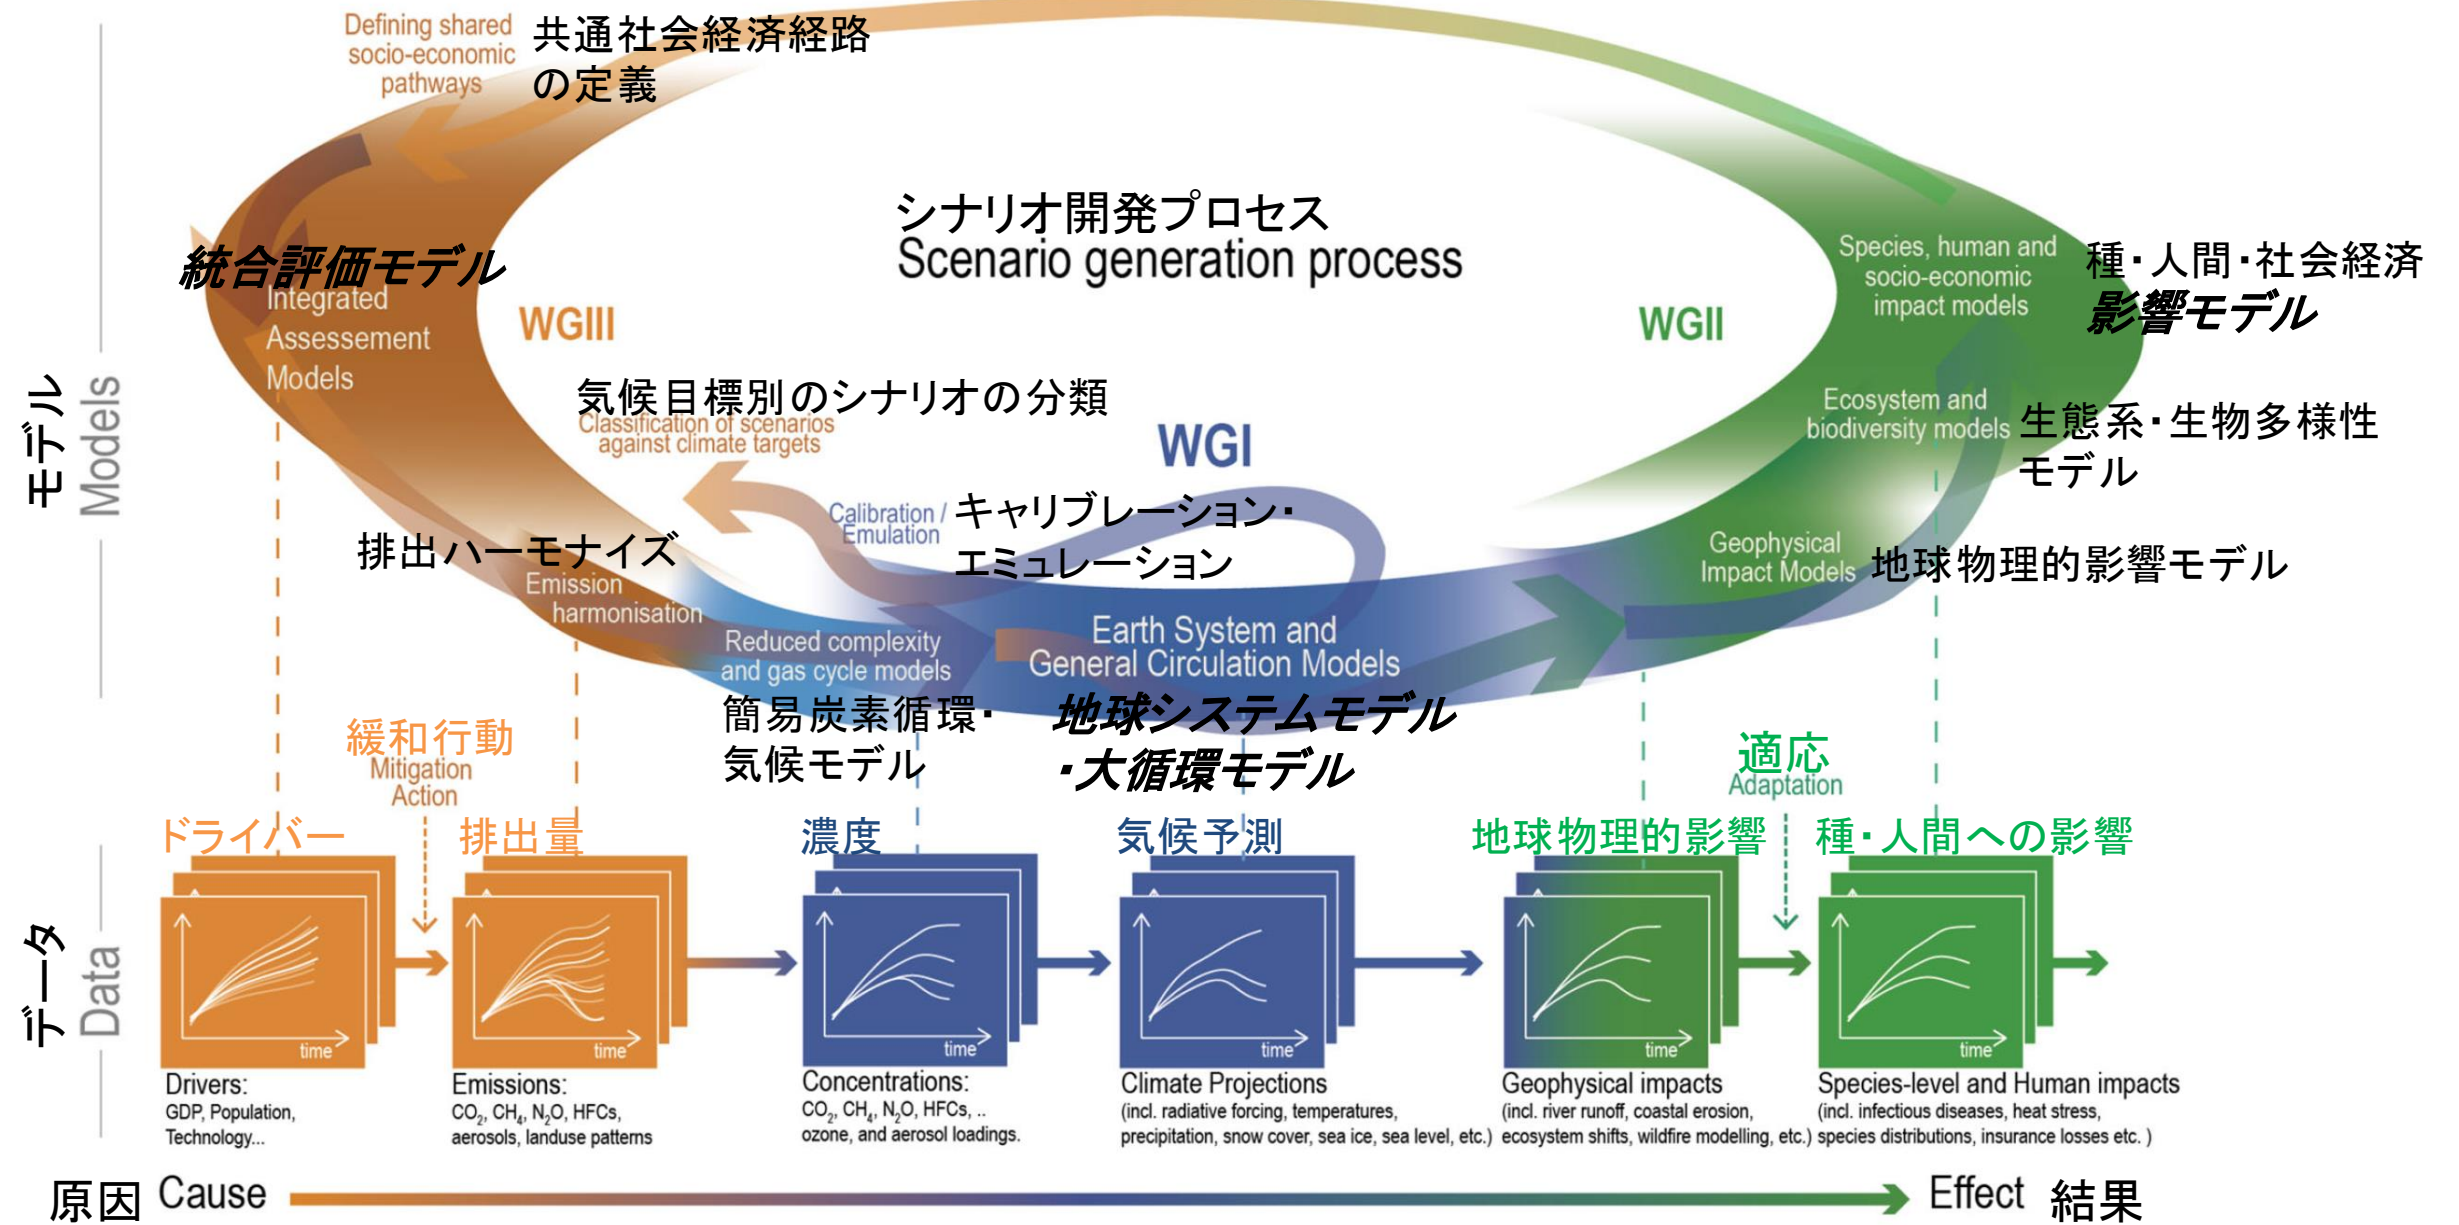 Defining shared
socio-economic
pathways
共通社会経済経路
の定義
シナリオ開発プロセス
Scenario generation process
統合評価モデル
Integrated
Assessement
Models
WGIII
WGII
Species, human and
socio-economic
impact models
種・人間・社会経済
影響モデル
モデル
Models
気候目標別のシナリオの分類
Classification of scenarios
against climate targets
WGI
Ecosystem and
biodiversity models
生態系・生物多様性
モデル
Calibration /
Emulation
キャリブレーション・
エミュレーション
排出ハーモナイズ
Emission
harmonisation
Geophysical
Impact Models
地球物理的影響モデル
Reduced complexity
and gas cycle models
簡易炭素循環・
気候モデル
Earth System and
General Circulation Models
地球システムモデル
・大循環モデル
緩和行動
Mitigation
Action
適応
Adaptation
データ
Data
ドライバー
排出量
濃度
気候予測
地球物理的影響
種・人間への影響
time
time
time
time
time
time
Drivers:
GDP, Population,
Technology...
Emissions:
CO₂, CH₄, N₂O, HFCs,
aerosols, landuse patterns
Concentrations:
CO₂, CH₄, N₂O, HFCs, ..
ozone, and aerosol loadings.
Climate Projections
(incl. radiative forcing, temperatures,
precipitation, snow cover, sea ice, sea level, etc.)
Geophysical impacts
(incl. river runoff, coastal erosion,
ecosystem shifts, wildfire modelling, etc.)
Species-level and Human impacts
(incl. infectious diseases, heat stress,
species distributions, insurance losses etc. )
原因 Cause
Effect 結果